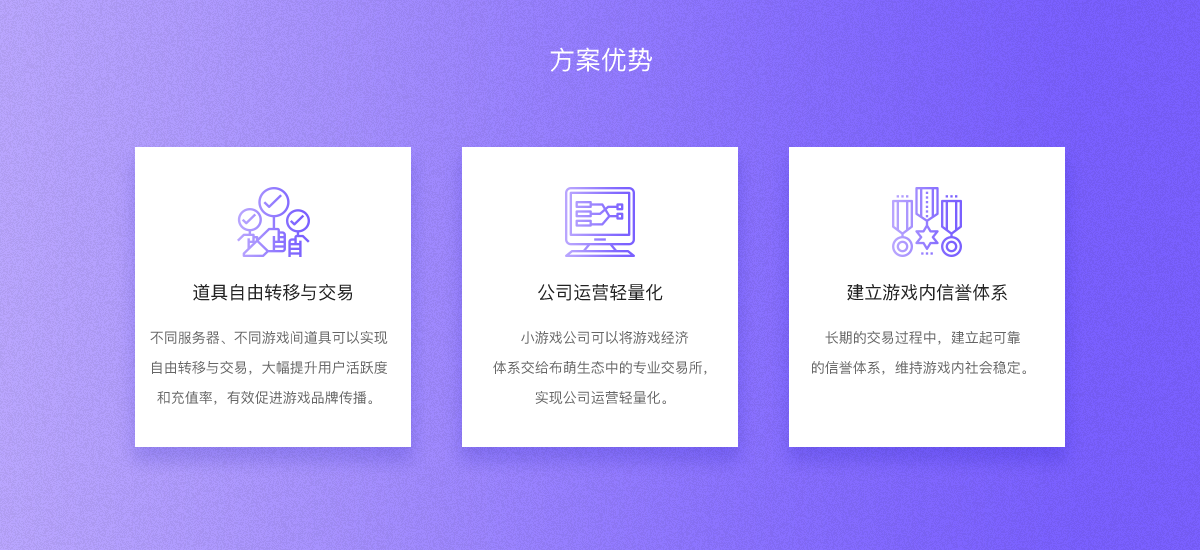 方案优势
道具自由转移与交易
不同服务器、不同游戏间道具可以实现
自由转移与交易，大幅提升用户活跃度
和充值率，有效促进游戏品牌传播。
公司运营轻量化
小游戏公司可以将游戏经济
体系交给布萌生态中的专业交易所，
实现公司运营轻量化。
建立游戏内信誉体系
长期的交易过程中，建立起可靠
的信誉体系，维持游戏内社会稳定。